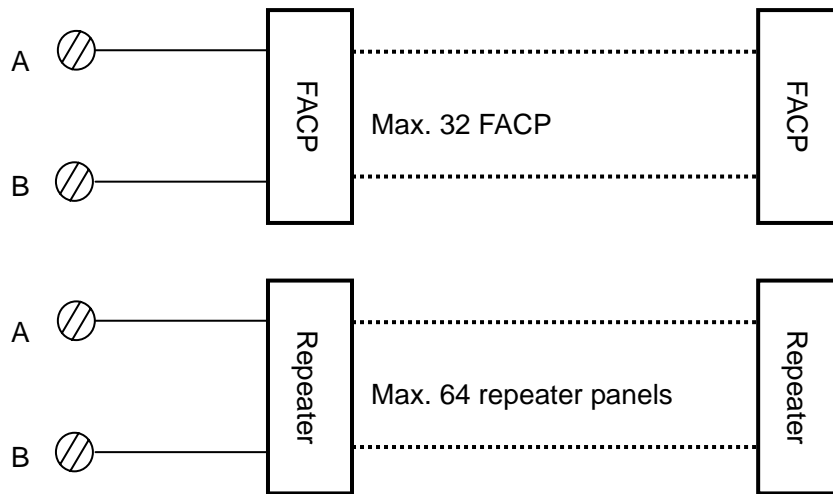 A
FACP
Max. 32 FACP
FACP
B
A
Repeater
Max. 64 repeater panels
Repeater
B